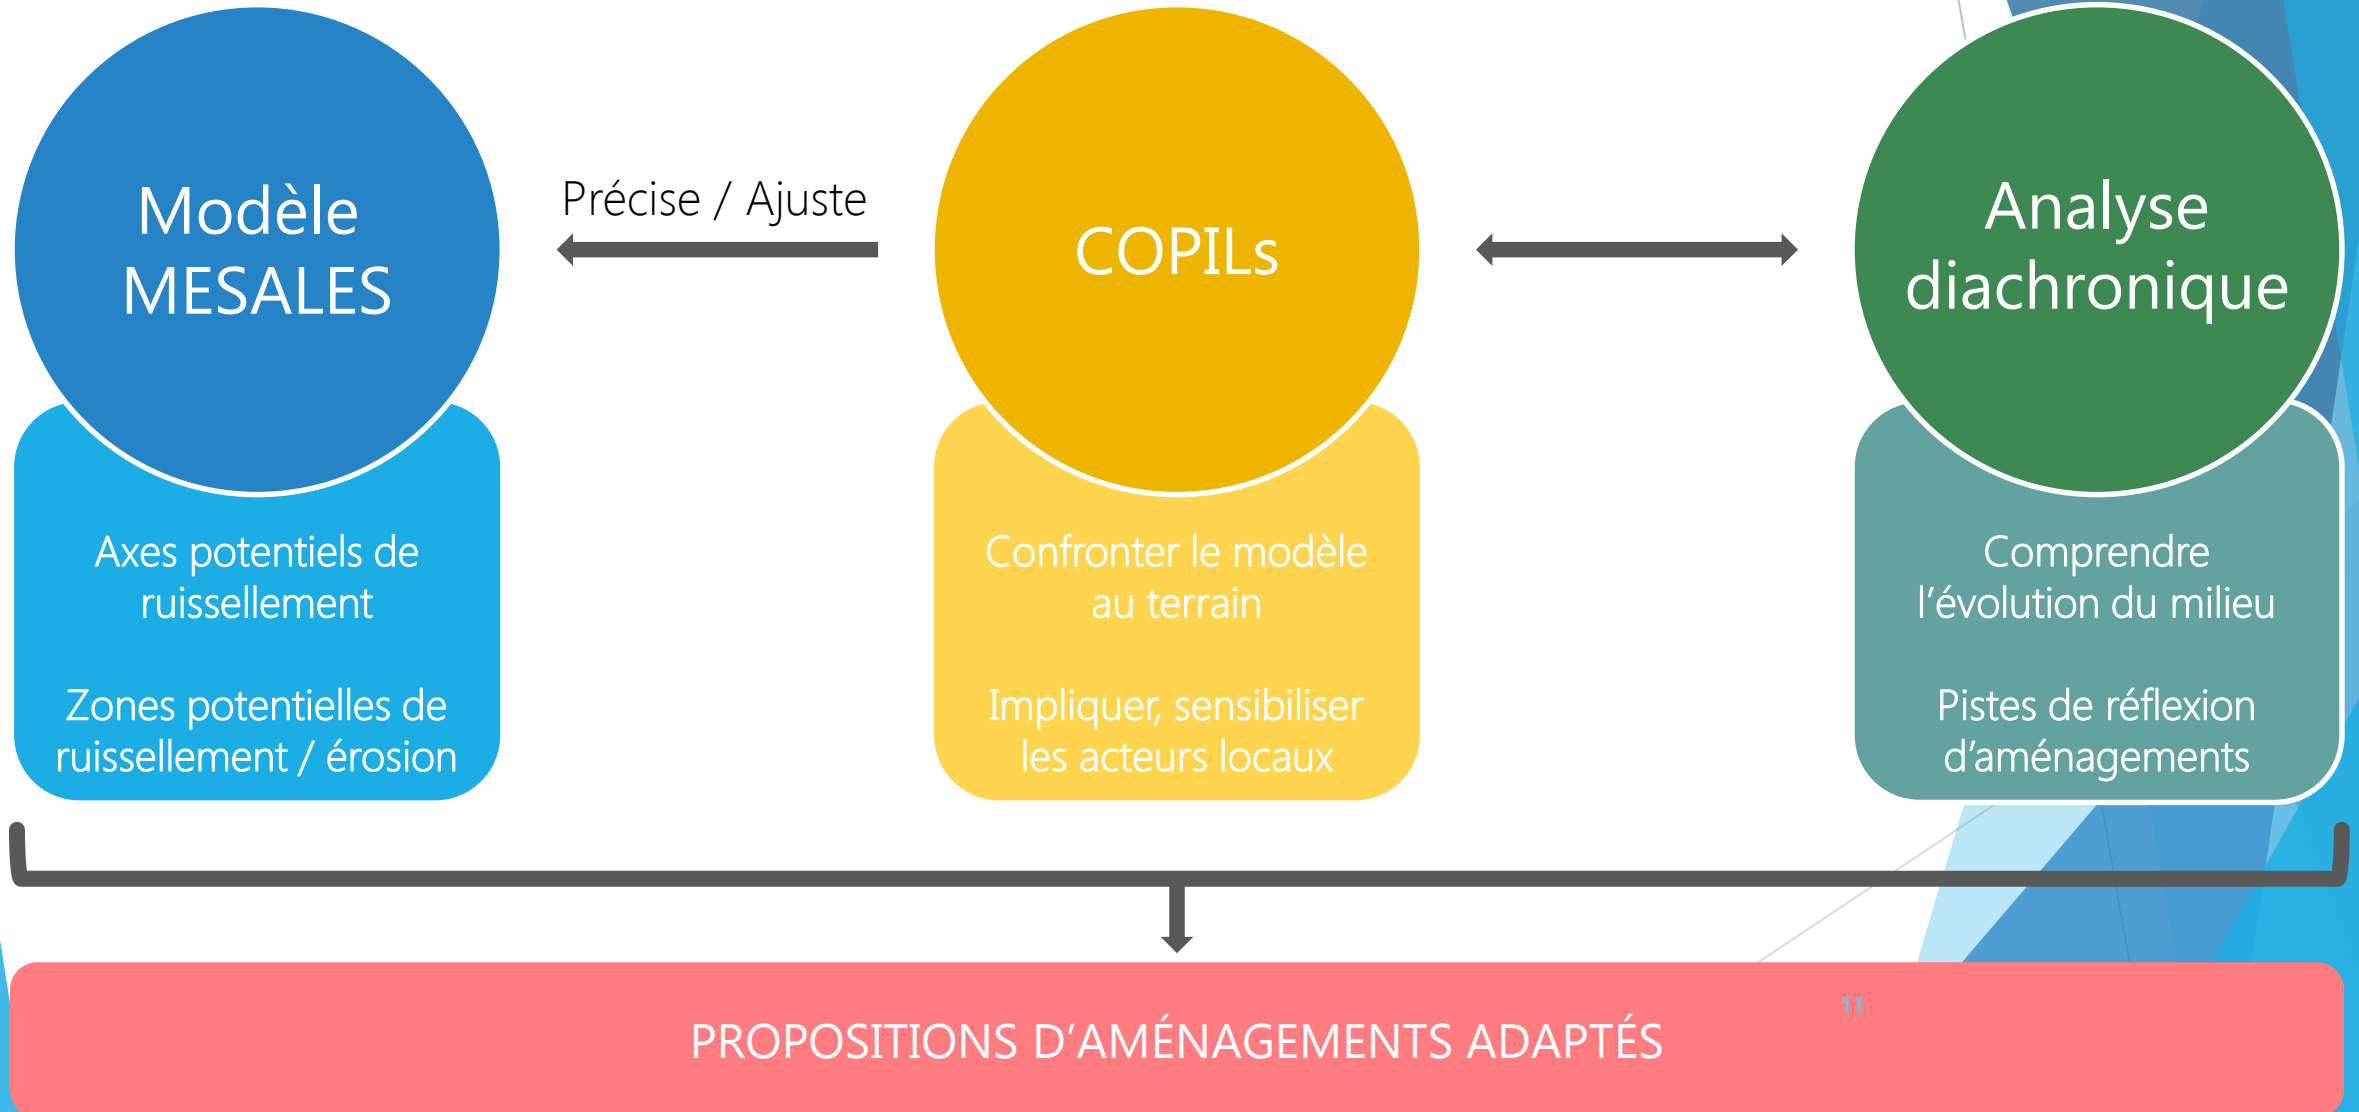 Modèle
MESALES
Axes potentiels de
ruissellement
Zones potentielles de
ruissellement / érosion
Précise / Ajuste
COPILs
Confronter le modèle
au terrain
Impliquer, sensibiliser
les acteurs locaux
Analyse
diachronique
Comprendre
l’évolution du milieu
Pistes de réflexion
d’aménagements
11
PROPOSITIONS D’AMÉNAGEMENTS ADAPTÉS